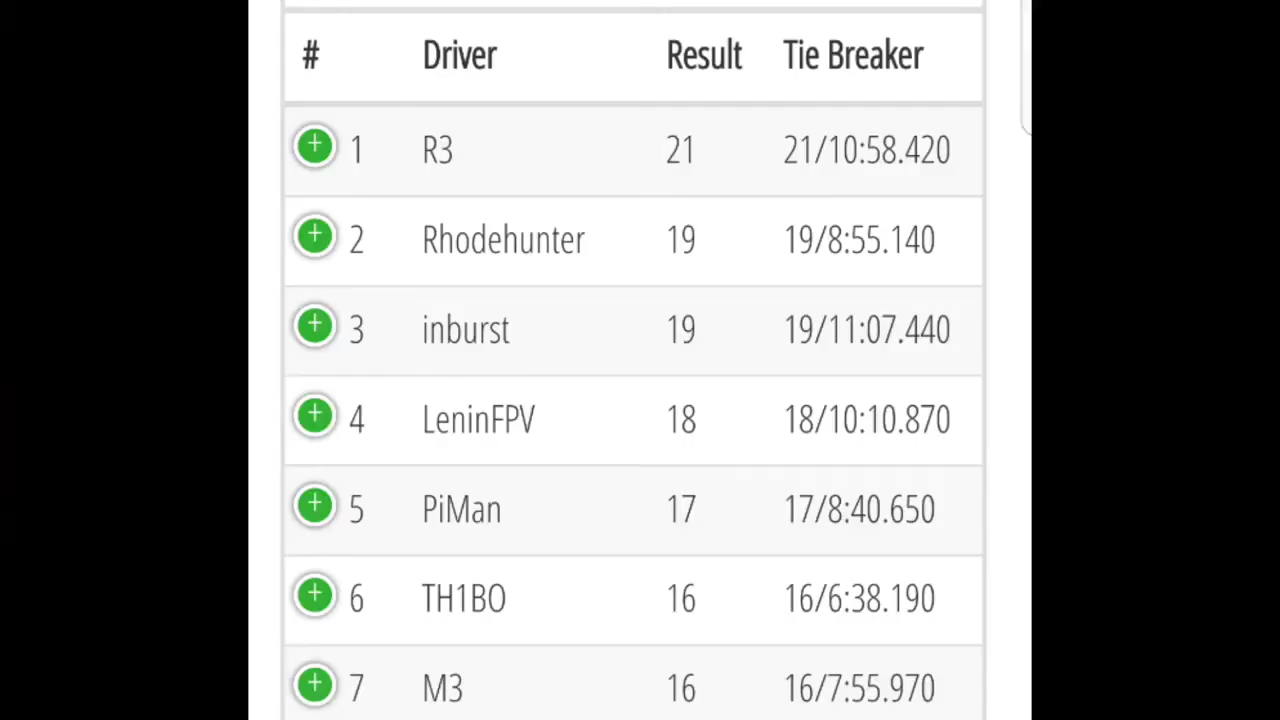 # Driver Result Tie Breaker
1 R3 21 21/10:58.420
2 Rhodehunter 19 19/8:55.140
3 inburst 19 19/11:07.440
4 LeninFPV 18 18/10:10.870
5 PiMan 17 17/8:40.650
6 TH1BO 16 16/6:38.190
7 M3 16 16/7:55.970